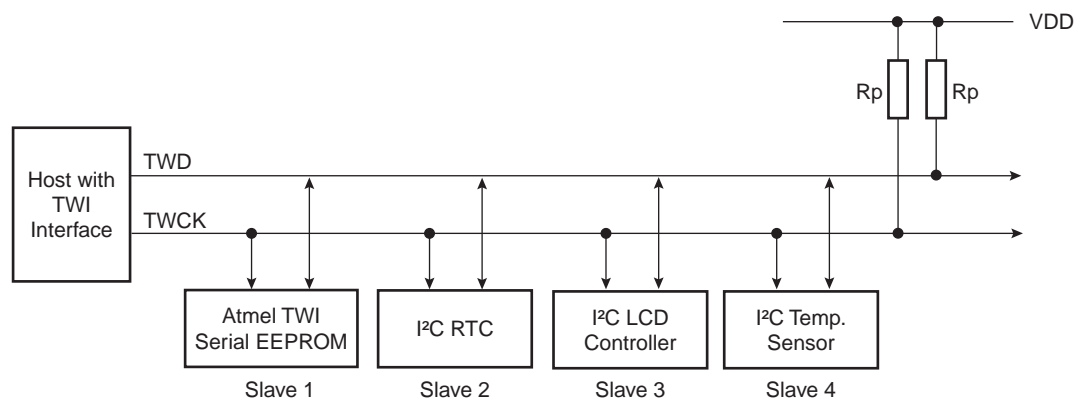 VDD
Rp
Rp
Host with
TWI
Interface
TWD
TWCK
Atmel TWI
Serial EEPROM
Slave 1
I²C RTC
Slave 2
I²C LCD
Controller
Slave 3
I²C Temp.
Sensor
Slave 4